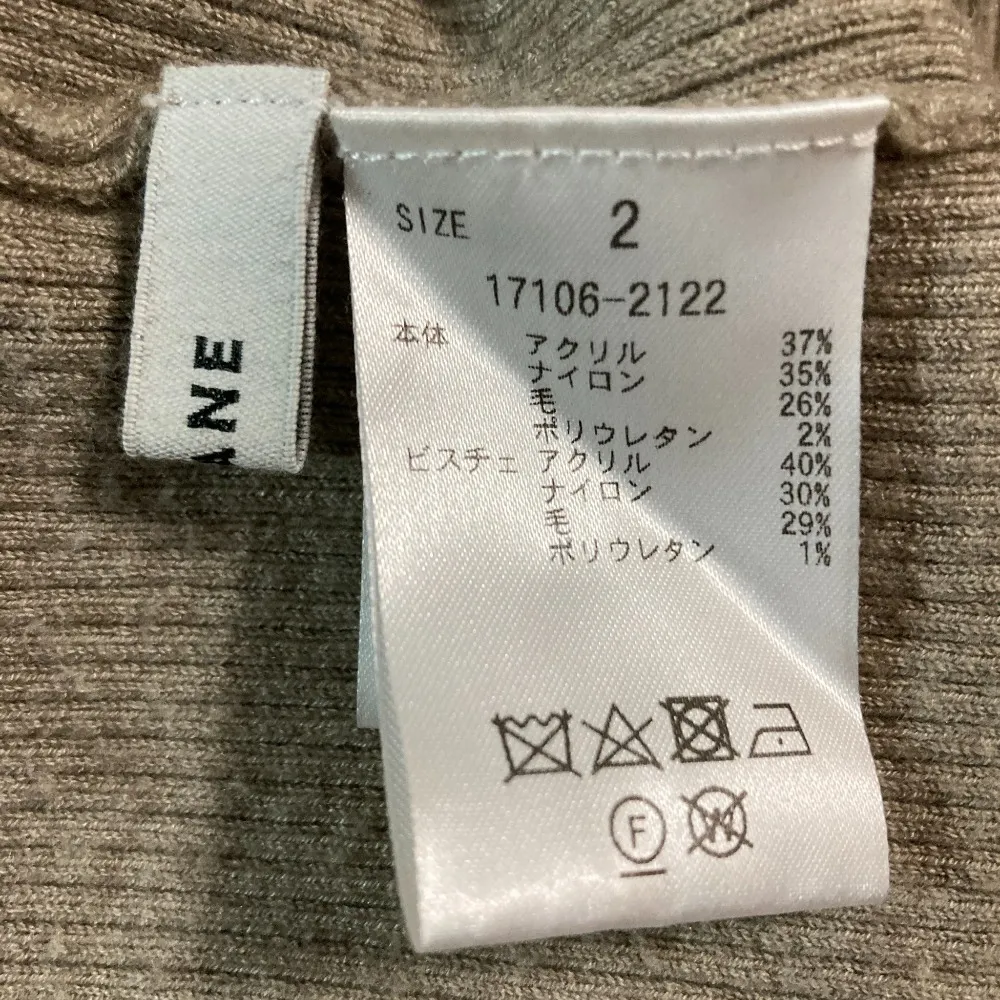 ANE
SIZE 2
17106-2122
本体 アクリル 37%
ナイロン 35%
毛 26%
ポリウレタン 2%
ビスチェ アクリル 40%
ナイロン 30%
毛 29%
ポリウレタン 1%
F W